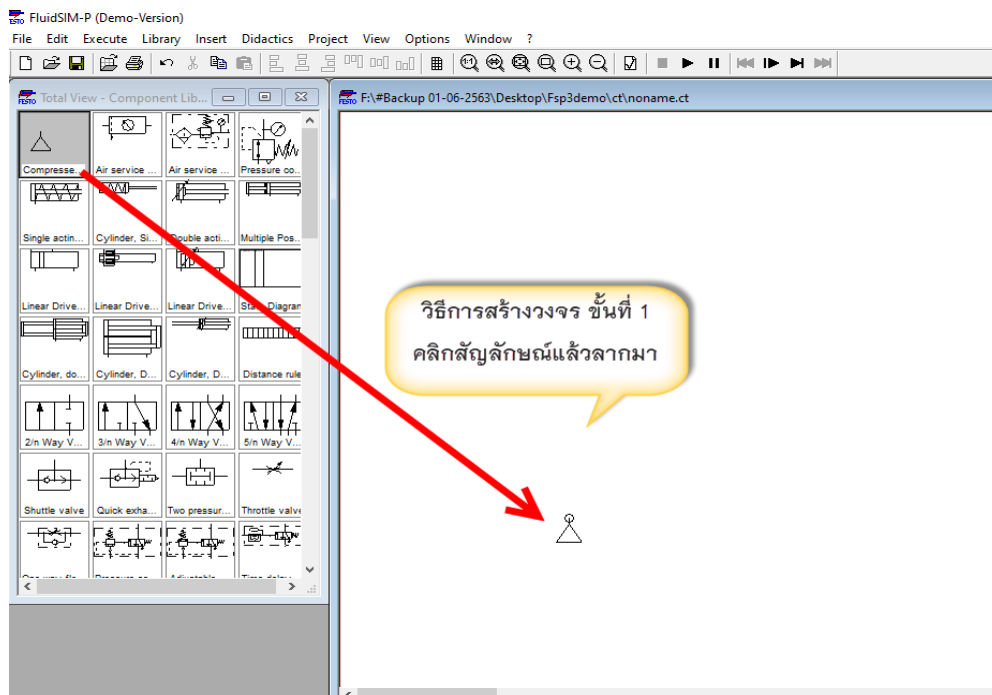 FluidSIM-P (Demo-Version)
File Edit Execute Library Insert Didactics Project View Options Window ?
FESTO Total View - Component Lib...
FESTO F:\#Backup 01-06-2563\Desktop\Fsp3demo\ct\noname.ct
Compresse... Air service ... Air service ... Pressure co...
Single actin... Cylinder, Si... Double acti... Multiple Pos...
Linear Drive... Linear Drive... Linear Drive... State Diagran
Cylinder, do... Cylinder, D... Cylinder, D... Distance rule
2/n Way V... 3/n Way V... 4/n Way V... 5/n Way V...
Shuttle valve Quick exha... Two pressur... Throttle valve
วิธีการสร้างวงจร ขั้นที่ 1
คลิกสัญลักษณ์แล้วลากมา